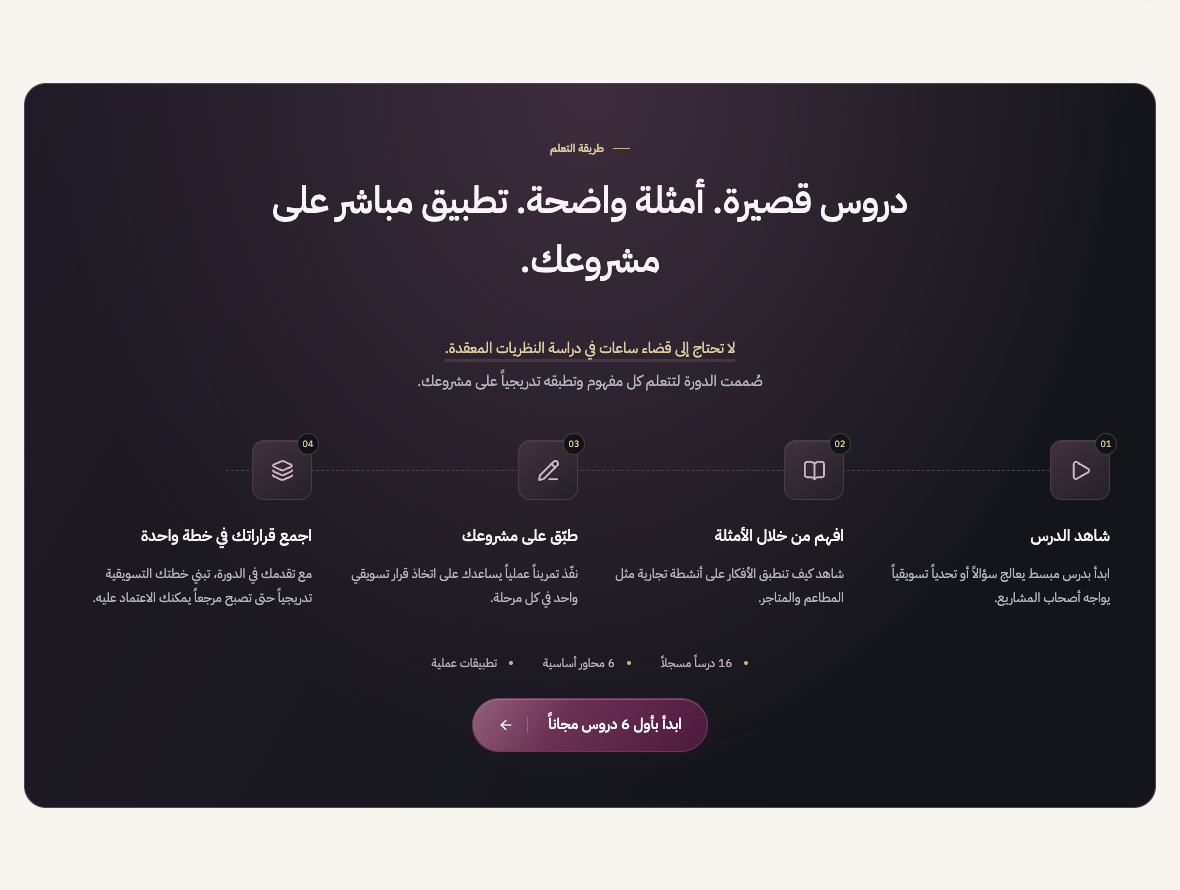 طريقة التعلم
دروس قصيرة. أمثلة واضحة. تطبيق مباشر على
مشروعك.
لا تحتاج إلى قضاء ساعات في دراسة النظريات المعقدة.
صُممت الدورة لتتعلم كل مفهوم وتطبقه تدريجياً على مشروعك.
01
شاهد الدرس
ابدأ بدرس مبسط يعالج سؤالاً أو تحدياً تسويقياً
يواجه أصحاب المشاريع.
02
افهم من خلال الأمثلة
شاهد كيف تنطبق الأفكار على أنشطة تجارية مثل
المطاعم والمتاجر.
03
طبّق على مشروعك
نفّذ تمريناً عملياً يساعدك على اتخاذ قرار تسويقي
واحد في كل مرحلة.
04
اجمع قراراتك في خطة واحدة
مع تقدمك في الدورة، تبني خطتك التسويقية
تدريجياً حتى تصبح مرجعاً يمكنك الاعتماد عليه.
16 درساً مسجلاً • 6 محاور أساسية • تطبيقات عملية
ابدأ بأول 6 دروس مجاناً